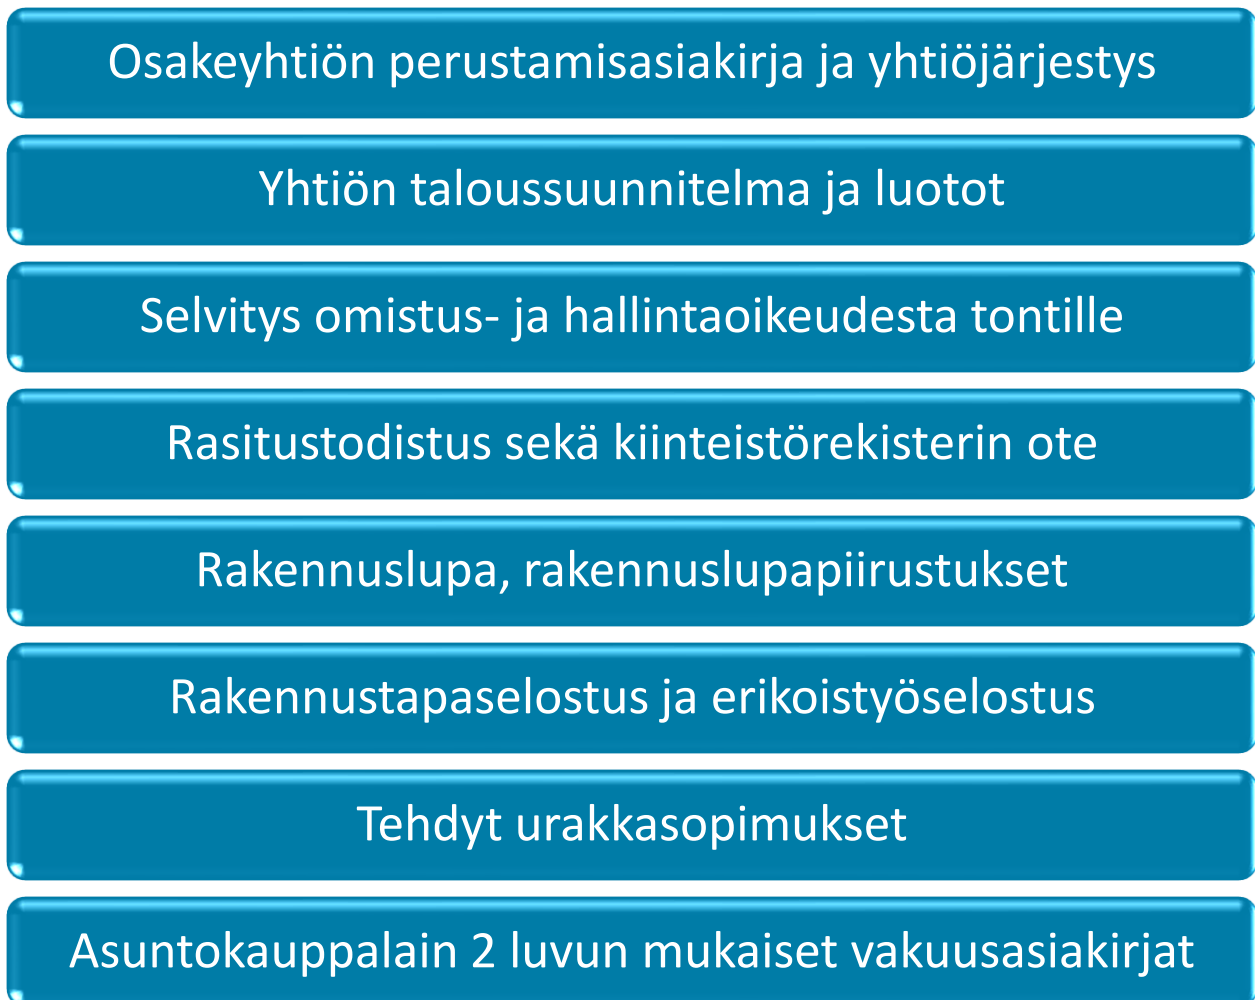 Osakeyhtiön perustamisasiakirja ja yhtiöjärjestys
Yhtiön taloussuunnitelma ja luotot
Selvitys omistus- ja hallintaoikeudesta tontille
Rasitustodistus sekä kiinteistörekisterin ote
Rakennuslupa, rakennuslupapiirustukset
Rakennustapaselostus ja erikoistyöselostus
Tehdyt urakkasopimukset
Asuntokauppalain 2 luvun mukaiset vakuusasiakirjat